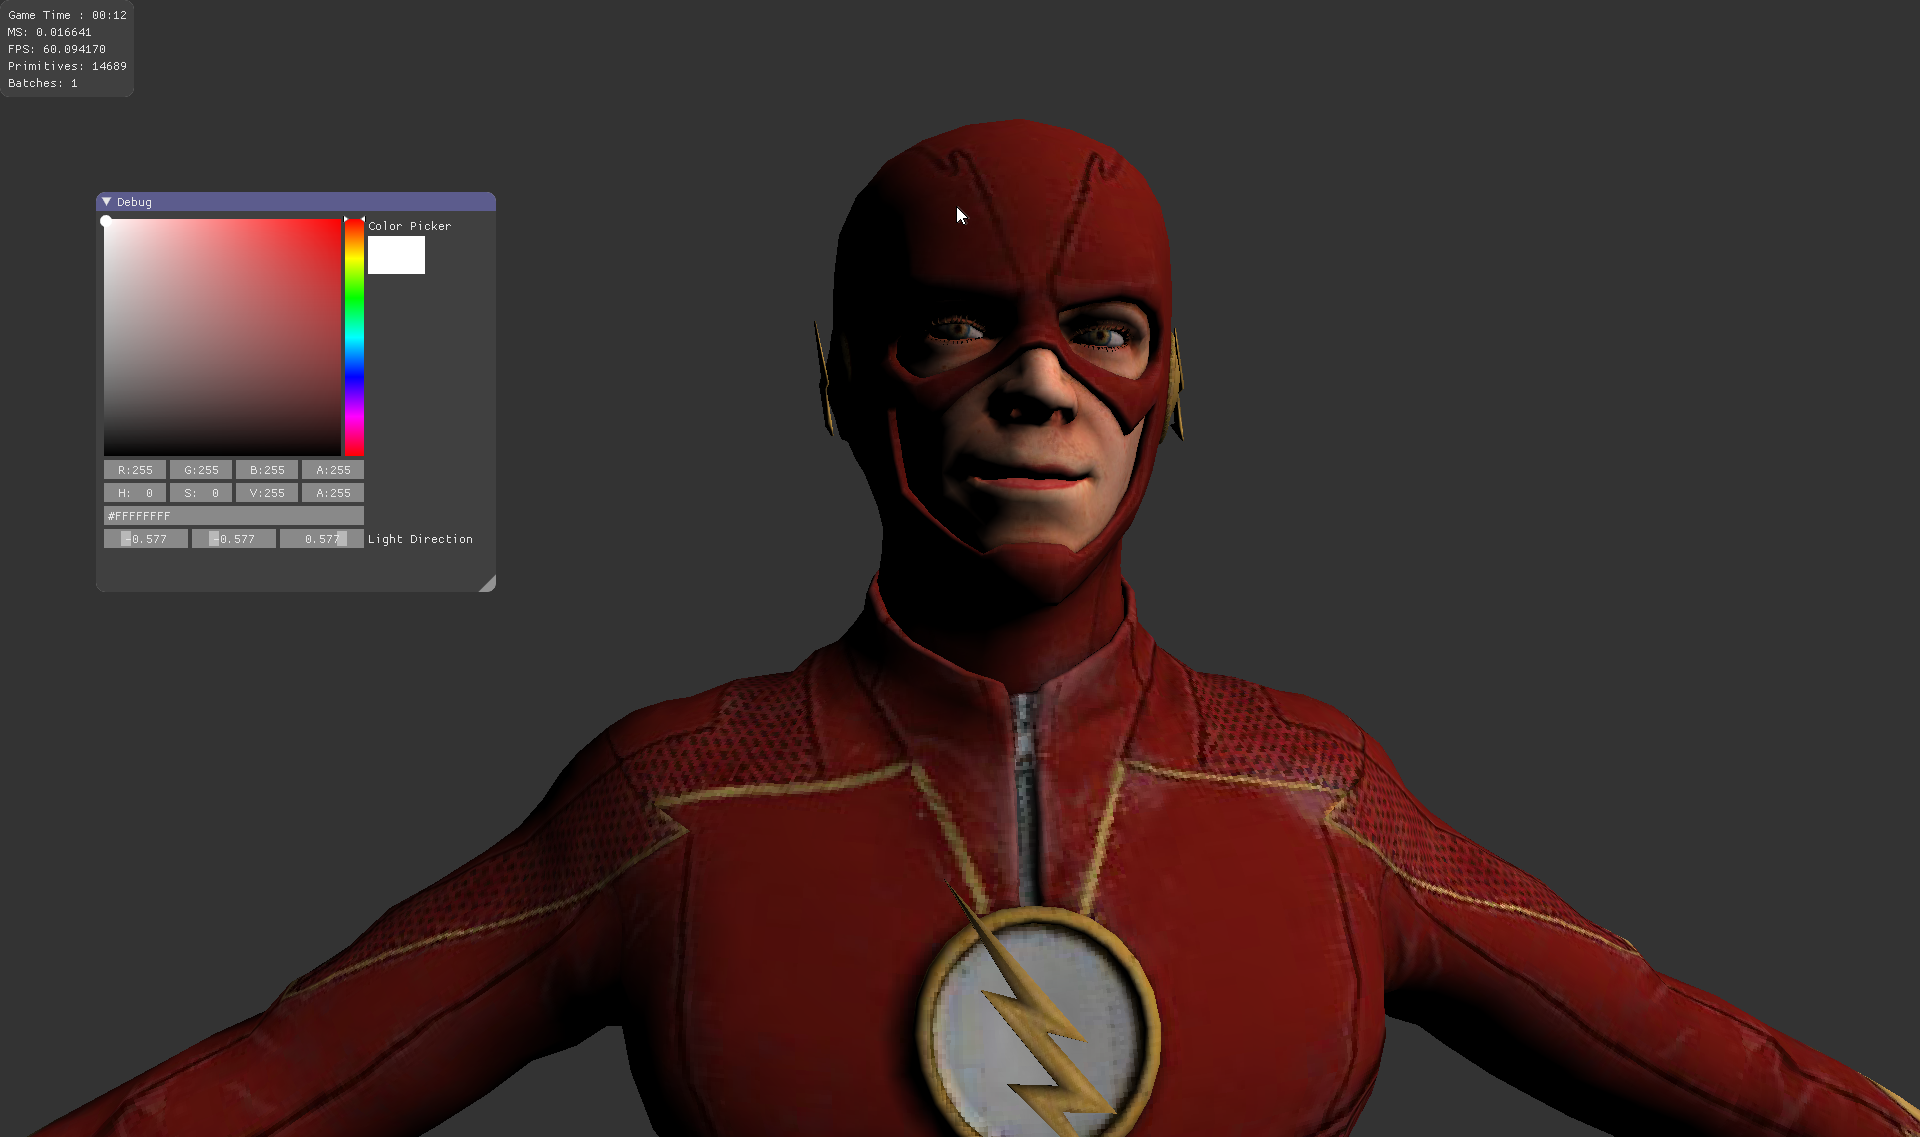 Game Time : 00:12
MS: 0.016641
FPS: 60.094170
Primitives: 14689
Batches: 1
Debug
Color Picker
R:255 G:255 B:255 A:255
H: 0 S: 0 V:255 A:255
#FFFFFFFF
-0.577 -0.577 0.577 Light Direction